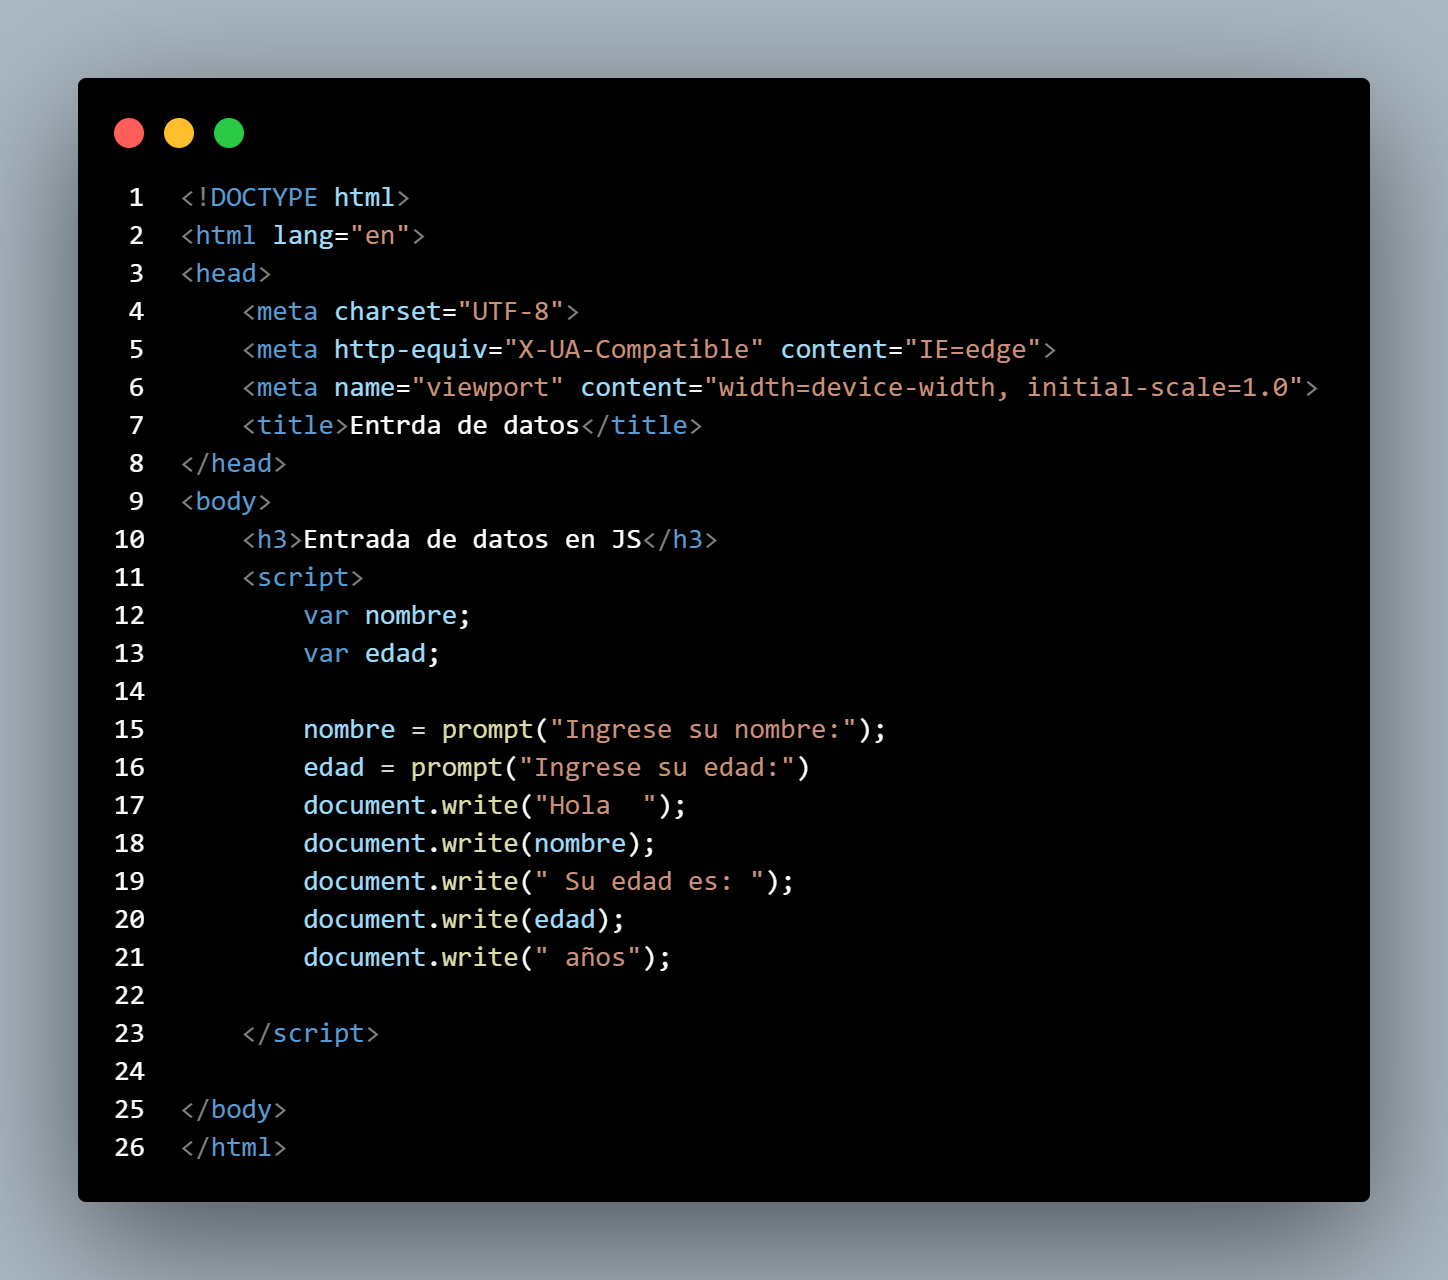 1 <!DOCTYPE html>
2 <html lang="en">
3 <head>
4     <meta charset="UTF-8">
5     <meta http-equiv="X-UA-Compatible" content="IE=edge">
6     <meta name="viewport" content="width=device-width, initial-scale=1.0">
7     <title>Entrda de datos</title>
8 </head>
9 <body>
10     <h3>Entrada de datos en JS</h3>
11     <script>
12         var nombre;
13         var edad;
14
15         nombre = prompt("Ingrese su nombre:");
16         edad = prompt("Ingrese su edad:")
17         document.write("Hola  ");
18         document.write(nombre);
19         document.write(" Su edad es: ");
20         document.write(edad);
21         document.write(" años");
22
23     </script>
24
25 </body>
26 </html>